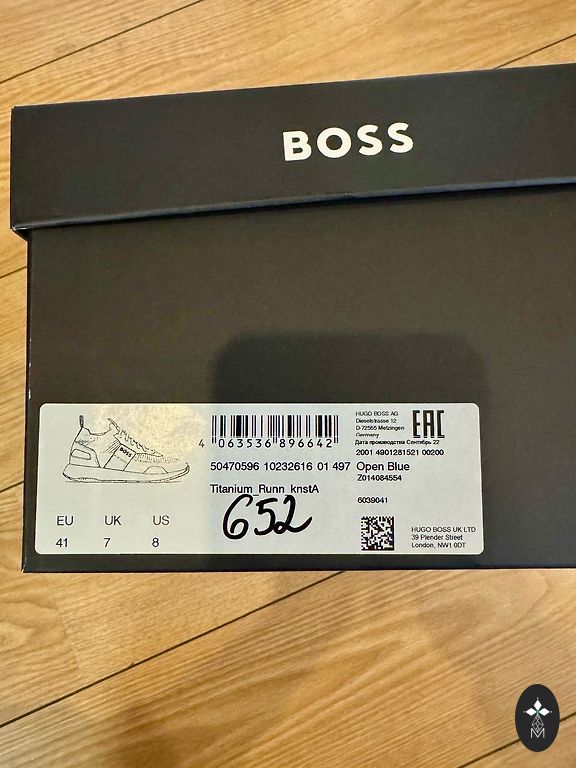 BOSS
BOSS
4 063536 896642
HUGO BOSS AG
Dieselstrasse 12
D-72555 Metzingen
Germany
EAC
Дата производства Сентябрь 22
2001 4901281521 00200
50470596 10232616 01 497 Open Blue
Z014084554
Titanium_Runn_knstA
652
6039041
EU UK US
41 7 8
HUGO BOSS UK LTD
39 Plender Street
London, NW1 0DT
M